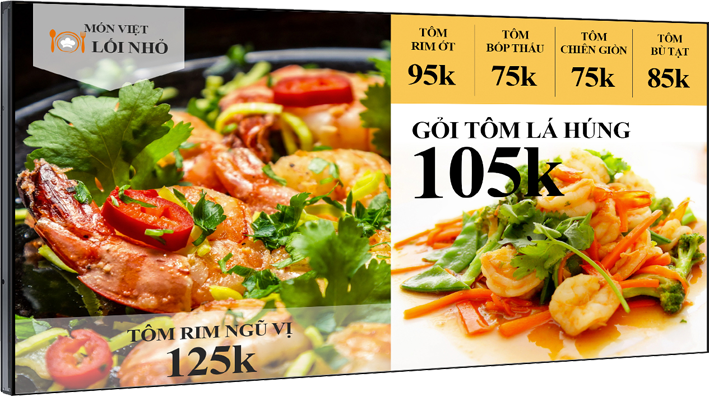 MÓN VIỆT
LỐI NHỎ
TÔM RIM NGŨ VỊ
125k
TÔM
RIM ỚT
95k
TÔM
BÓP THẤU
75k
TÔM
CHIÊN GIÒN
75k
TÔM
BÙ TẠT
85k
GỎI TÔM LÁ HÚNG
105k